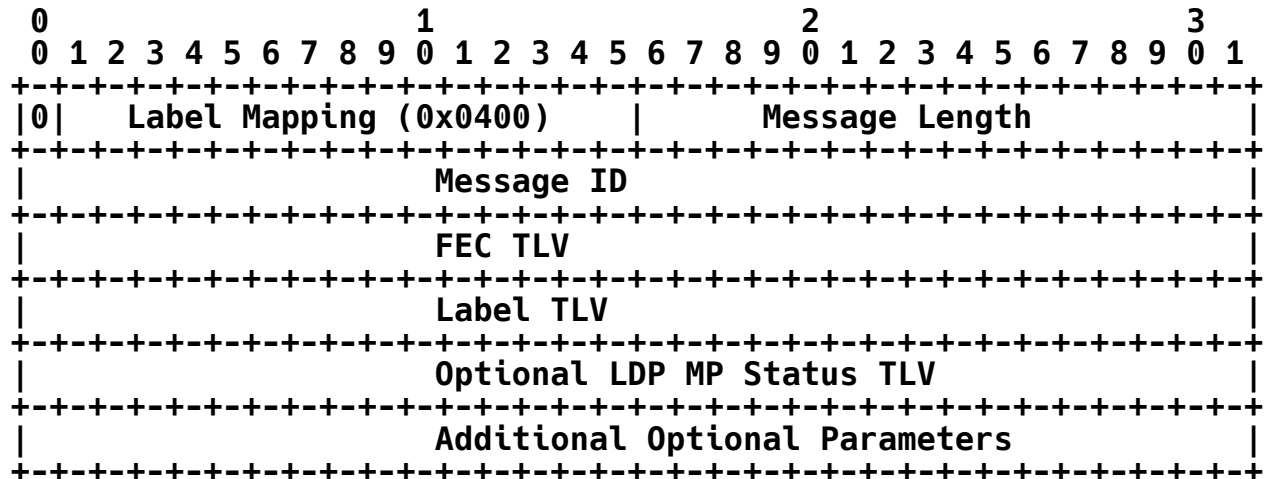 0                   1                   2                   3
 0 1 2 3 4 5 6 7 8 9 0 1 2 3 4 5 6 7 8 9 0 1 2 3 4 5 6 7 8 9 0 1
+-+-+-+-+-+-+-+-+-+-+-+-+-+-+-+-+-+-+-+-+-+-+-+-+-+-+-+-+-+-+-+-+
|0|   Label Mapping (0x0400)    |      Message Length           |
+-+-+-+-+-+-+-+-+-+-+-+-+-+-+-+-+-+-+-+-+-+-+-+-+-+-+-+-+-+-+-+-+
|                     Message ID                                |
+-+-+-+-+-+-+-+-+-+-+-+-+-+-+-+-+-+-+-+-+-+-+-+-+-+-+-+-+-+-+-+-+
|                     FEC TLV                                   |
+-+-+-+-+-+-+-+-+-+-+-+-+-+-+-+-+-+-+-+-+-+-+-+-+-+-+-+-+-+-+-+-+
|                     Label TLV                                 |
+-+-+-+-+-+-+-+-+-+-+-+-+-+-+-+-+-+-+-+-+-+-+-+-+-+-+-+-+-+-+-+-+
|                     Optional LDP MP Status TLV                |
+-+-+-+-+-+-+-+-+-+-+-+-+-+-+-+-+-+-+-+-+-+-+-+-+-+-+-+-+-+-+-+-+
|                     Additional Optional Parameters            |
+-+-+-+-+-+-+-+-+-+-+-+-+-+-+-+-+-+-+-+-+-+-+-+-+-+-+-+-+-+-+-+-+